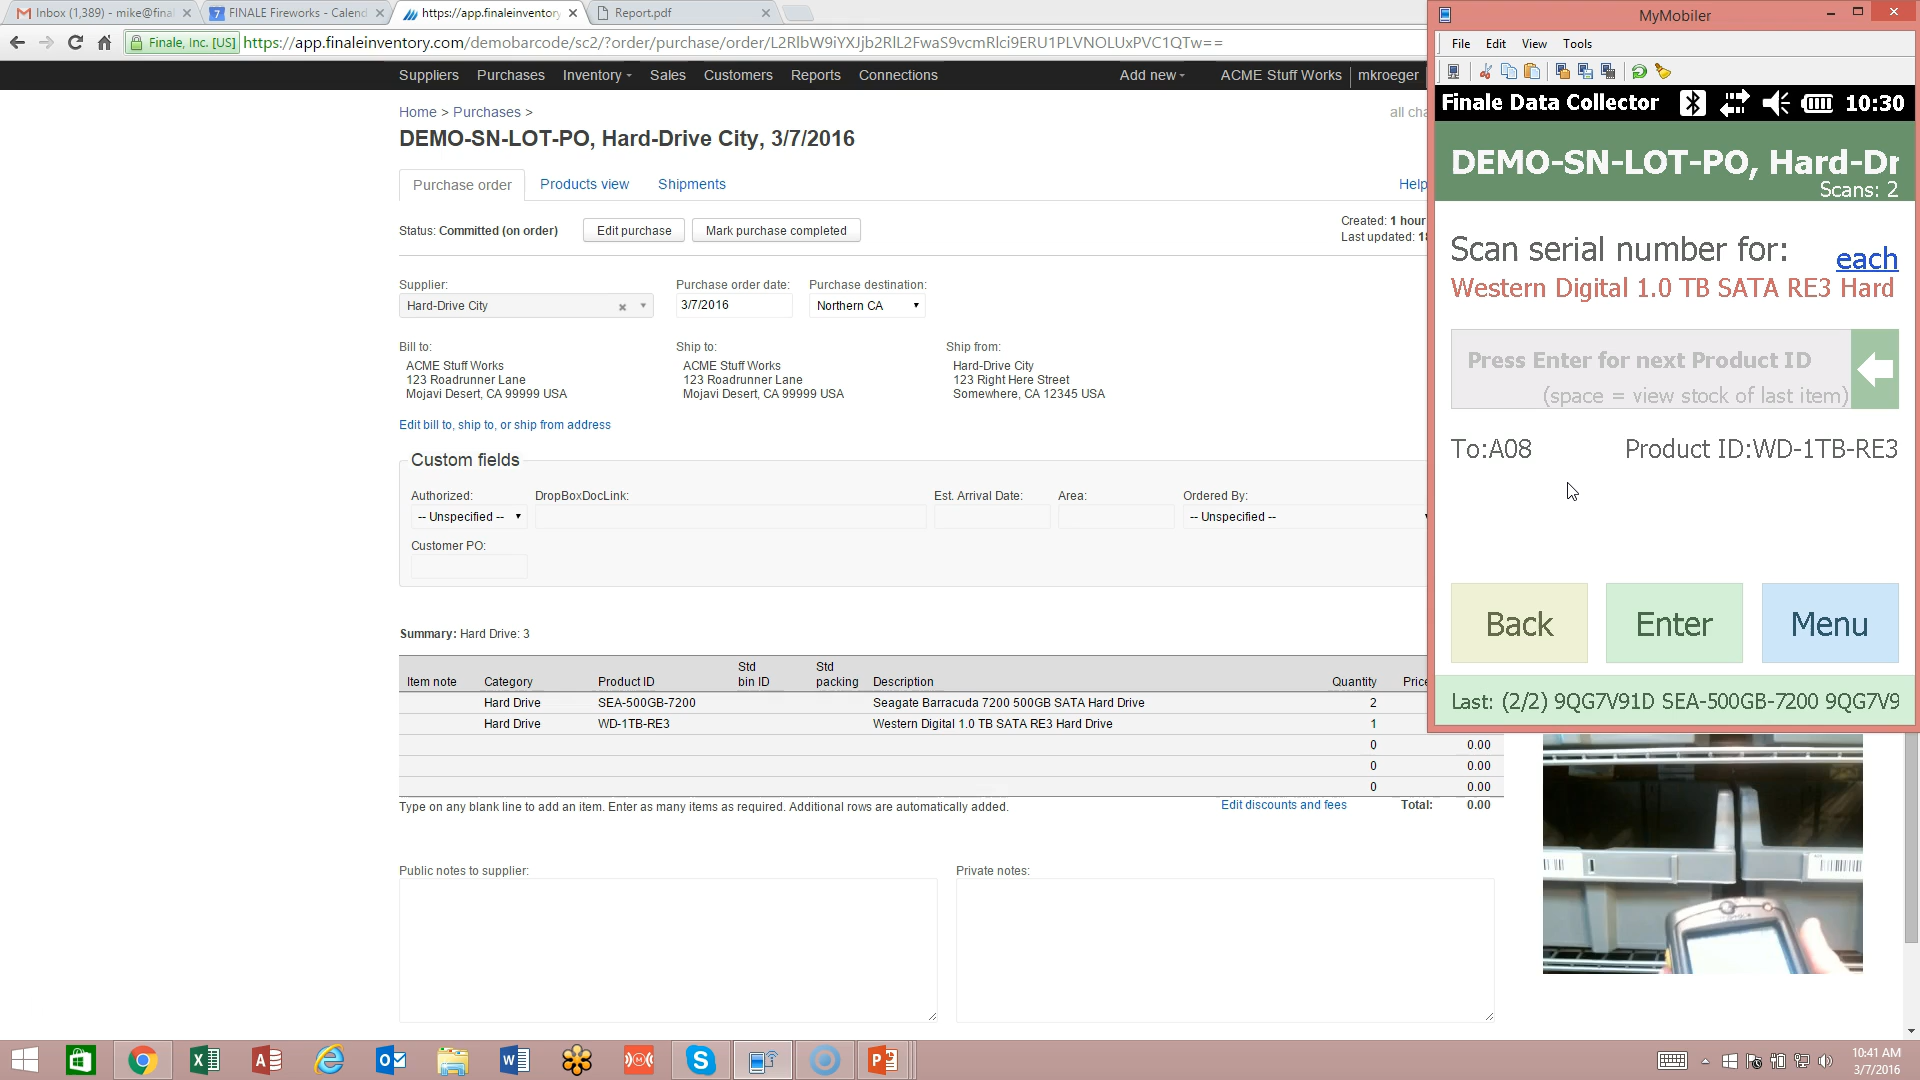 Inbox (1,389) - mike@final
FINALE Fireworks - Calend
https://app.finaleinventory
Report.pdf
Finale, Inc. [US]
https://app.finaleinventory.com/demobarcode/sc2/?order/purchase/order/L2RlbW9iYXJjb2RlL2FwaS9vcmRlci9ERU1PLVNOLUxPVC1QTw==
Suppliers Purchases Inventory Sales Customers Reports Connections Add new ACME Stuff Works mkroeger
Home > Purchases >
all cha
DEMO-SN-LOT-PO, Hard-Drive City, 3/7/2016
Purchase order Products view Shipments Help
Status: Committed (on order) Edit purchase Mark purchase completed
Created: 1 hour
Last updated: 18
Supplier: Purchase order date: Purchase destination:
Hard-Drive City 3/7/2016 Northern CA
Bill to: Ship to: Ship from:
ACME Stuff Works ACME Stuff Works Hard-Drive City
123 Roadrunner Lane 123 Roadrunner Lane 123 Right Here Street
Mojavi Desert, CA 99999 USA Mojavi Desert, CA 99999 USA Somewhere, CA 12345 USA
Edit bill to, ship to, or ship from address
Custom fields
Authorized: DropBoxDocLink: Est. Arrival Date: Area: Ordered By:
-- Unspecified -- -- Unspecified --
Customer PO:
Summary: Hard Drive: 3
Item note Category Product ID Std bin ID Std packing Description Quantity Price
Hard Drive SEA-500GB-7200 Seagate Barracuda 7200 500GB SATA Hard Drive 2
Hard Drive WD-1TB-RE3 Western Digital 1.0 TB SATA RE3 Hard Drive 1
0 0.00
0 0.00
0 0.00
Type on any blank line to add an item. Enter as many items as required. Additional rows are automatically added. Edit discounts and fees Total: 0.00
Public notes to supplier: Private notes:
MyMobiler
File Edit View Tools
Finale Data Collector 10:30
DEMO-SN-LOT-PO, Hard-Dr
Scans: 2
Scan serial number for: each
Western Digital 1.0 TB SATA RE3 Hard
Press Enter for next Product ID
(space = view stock of last item)
To:A08 Product ID:WD-1TB-RE3
Back Enter Menu
Last: (2/2) 9QG7V91D SEA-500GB-7200 9QG7V9
10:41 AM
3/7/2016